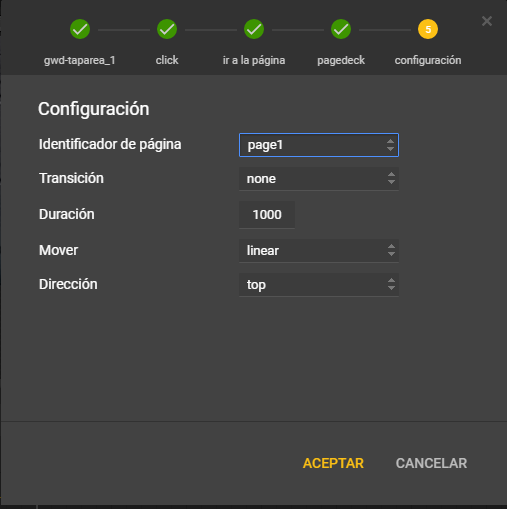 5
gwd-taparea_1 click ir a la página pagedeck configuración
Configuración
Identificador de página page1
Transición none
Duración 1000
Mover linear
Dirección top
ACEPTAR CANCELAR